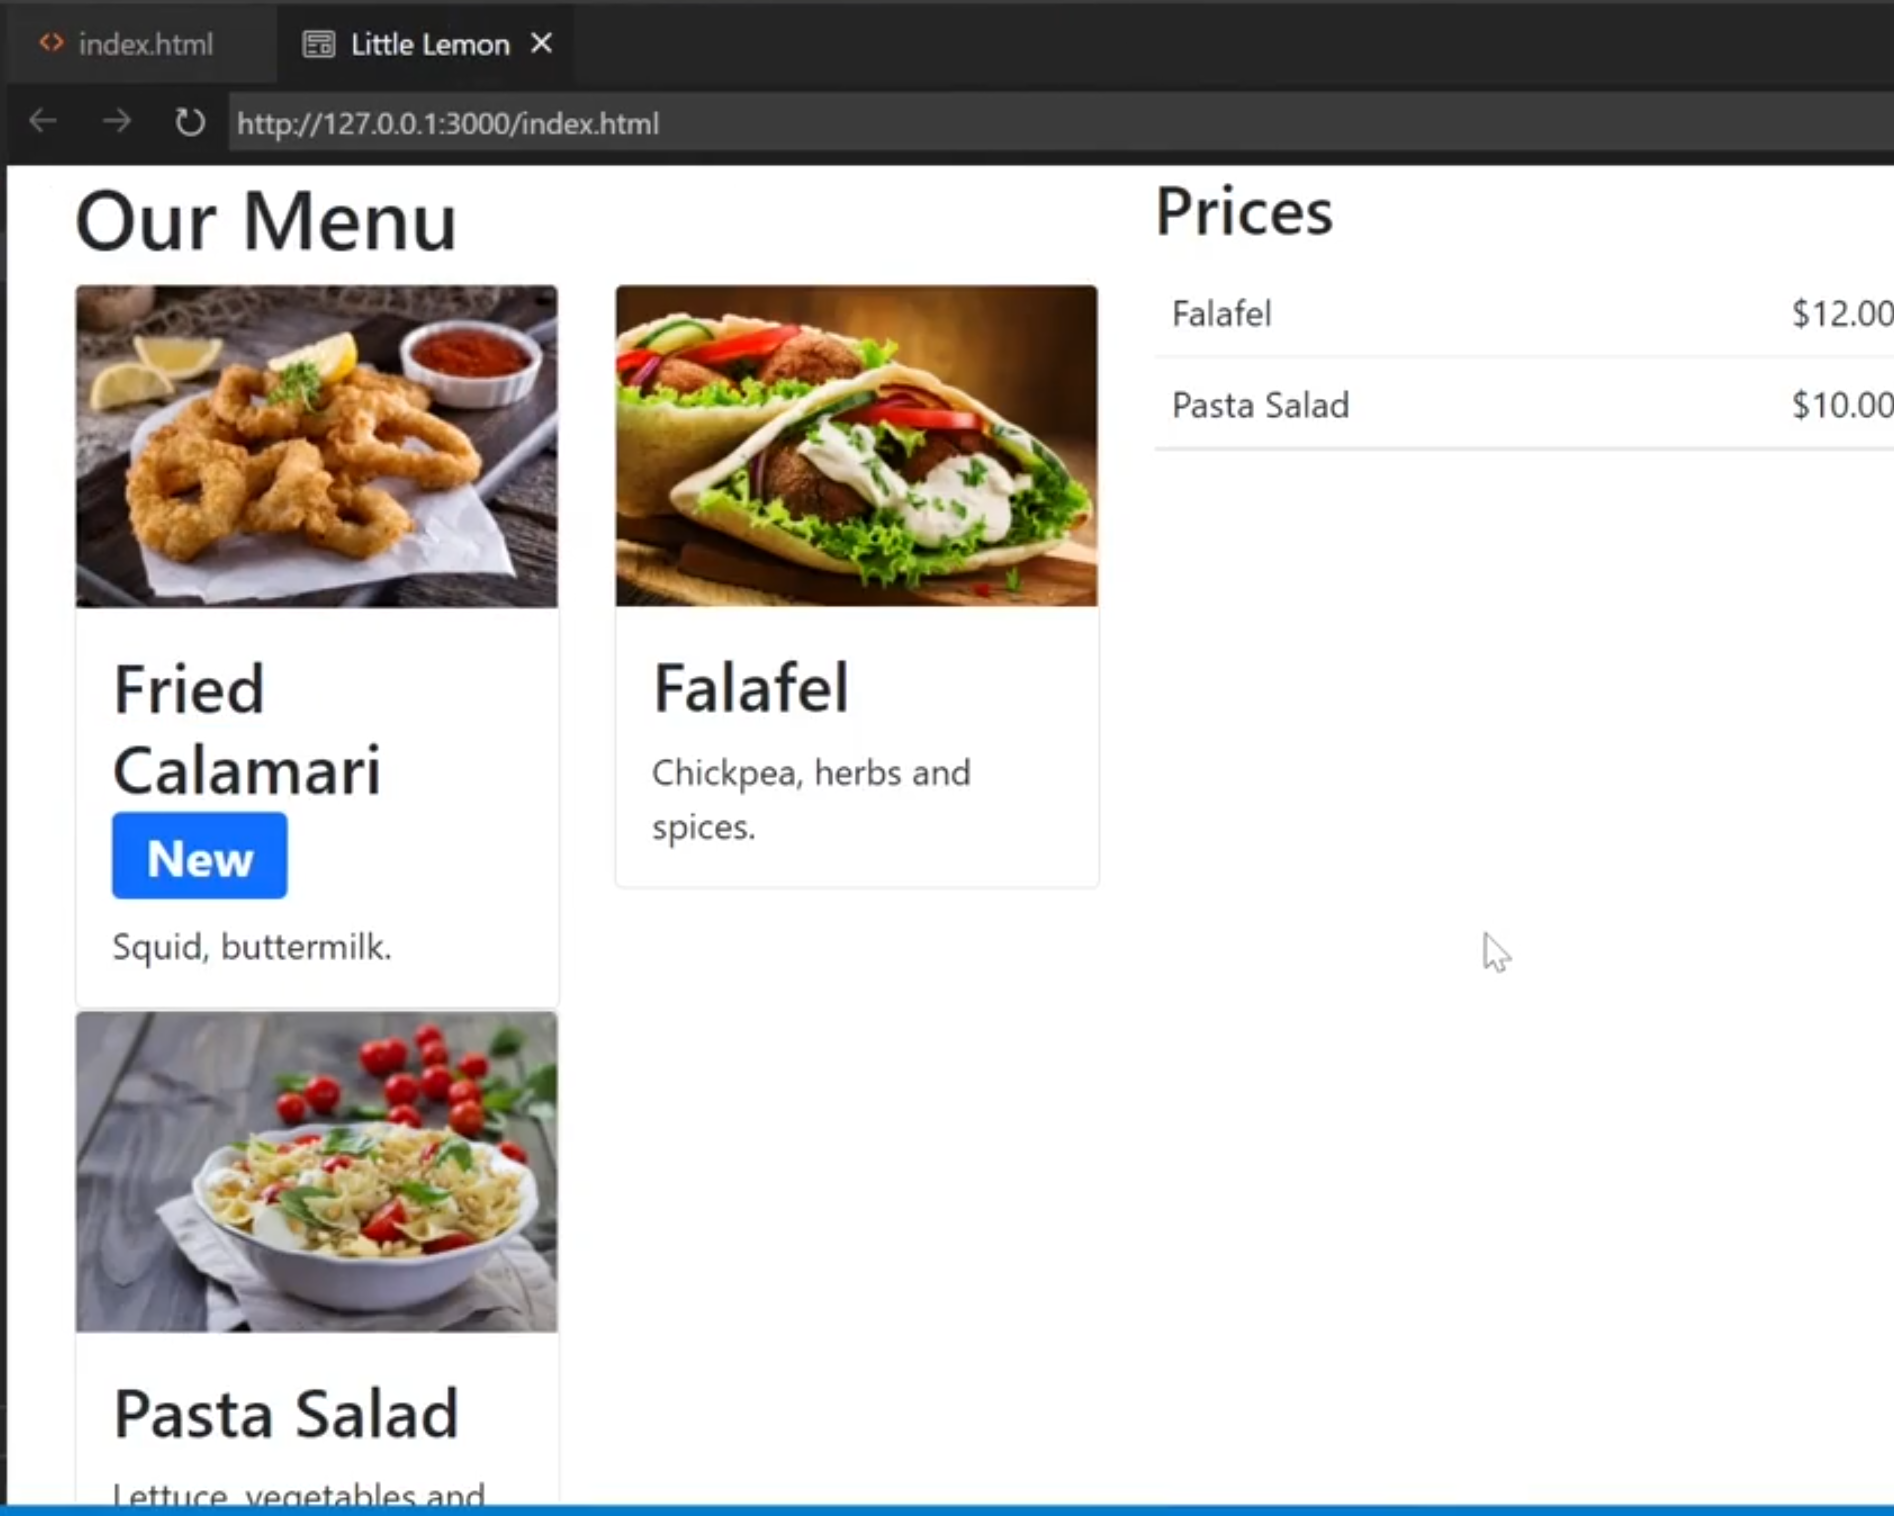 index.html
Little Lemon
http://127.0.0.1:3000/index.html
Our Menu
Fried
Calamari
New
Squid, buttermilk.
Falafel
Chickpea, herbs and
spices.
Pasta Salad
Lettuce, vegetables and
Prices
Falafel $12.00
Pasta Salad $10.00